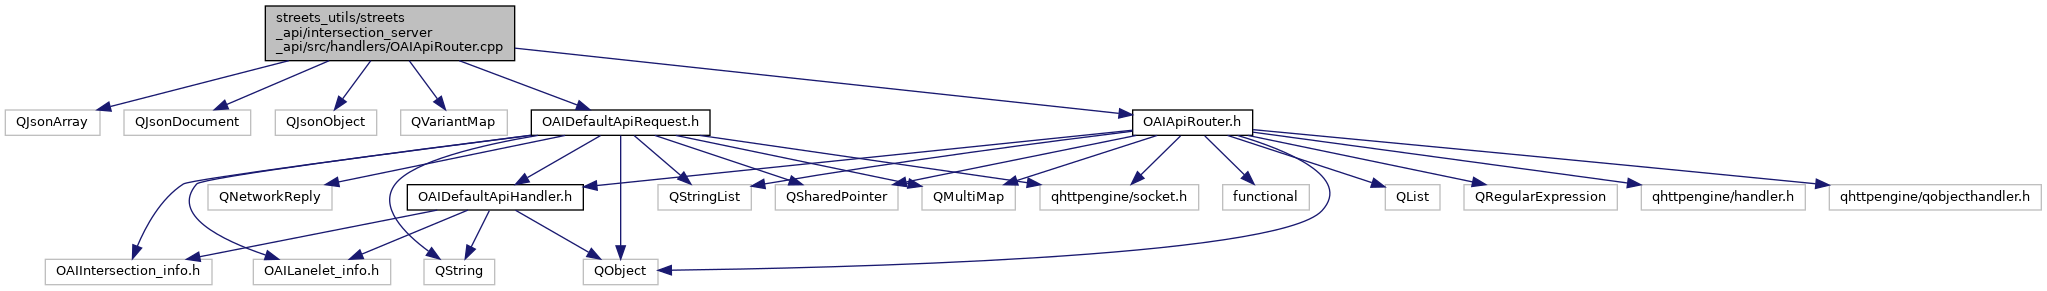 streets_utils/streets
_api/intersection_server
_api/src/handlers/OAIApiRouter.cpp
QJsonArray
QJsonDocument
QJsonObject
QVariantMap
OAIDefaultApiRequest.h
OAIApiRouter.h
QNetworkReply
OAIDefaultApiHandler.h
QStringList
QSharedPointer
QMultiMap
qhttpengine/socket.h
functional
QList
QRegularExpression
qhttpengine/handler.h
qhttpengine/qobjecthandler.h
OAIIntersection_info.h
OAILanelet_info.h
QString
QObject